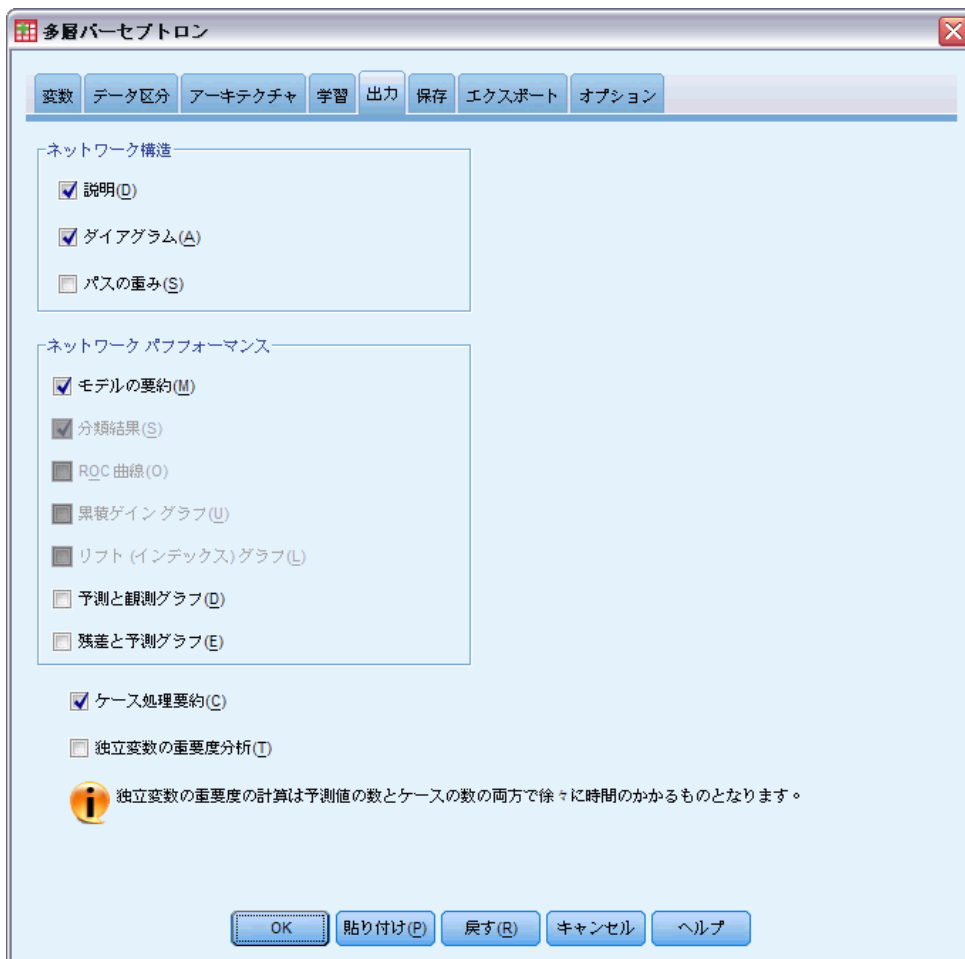 多層パーセプトロン
変数 データ区分 アーキテクチャ 学習 出力 保存 エクスポート オプション
ネットワーク構造
説明(D)
ダイアグラム(A)
パスの重み(S)
ネットワーク パフフォーマンス
モデルの要約(M)
分類結果(S)
ROC 曲線(O)
累積ゲイン グラフ(U)
リフト (インデックス) グラフ(L)
予測と観測グラフ(D)
残差と予測グラフ(E)
ケース処理要約(C)
独立変数の重要度分析(T)
独立変数の重要度の計算は予測値の数とケースの数の両方で徐々に時間のかかるものとなります。
OK 貼り付け(P) 戻す(R) キャンセル ヘルプ